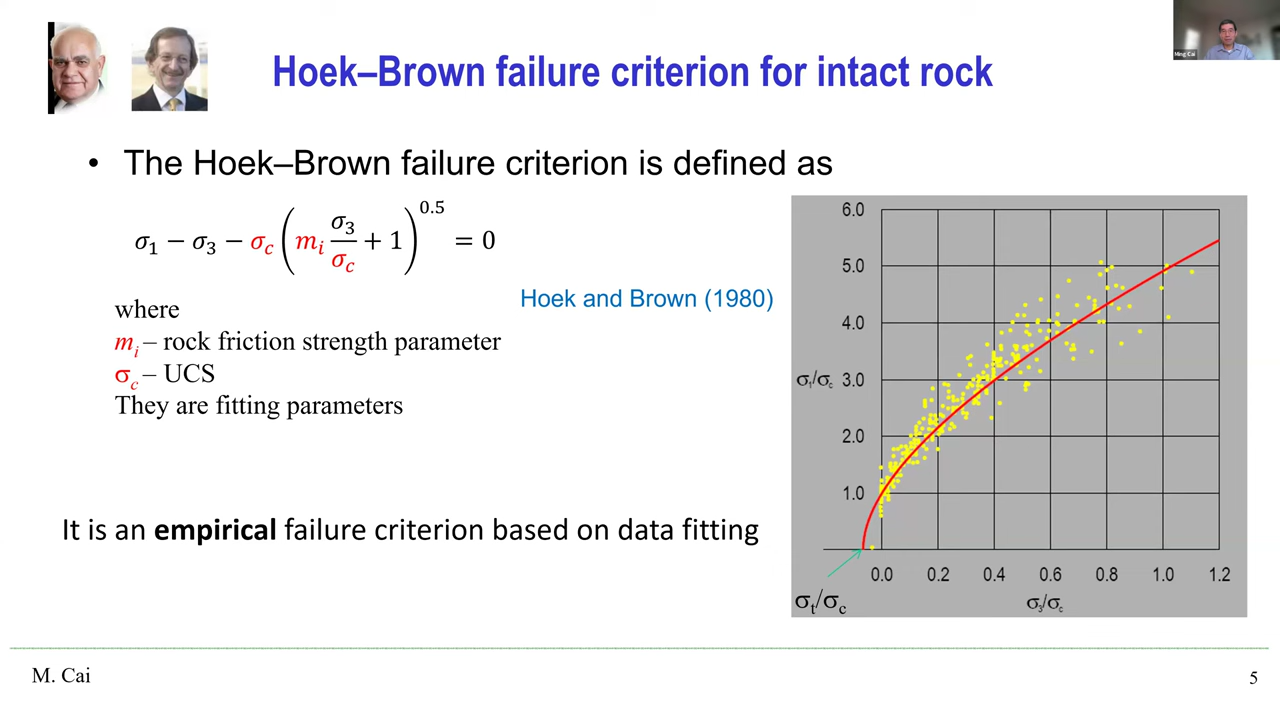 Ming Cai
Hoek–Brown failure criterion for intact rock
• The Hoek–Brown failure criterion is defined as
σ₁ − σ₃ − σ_c (m_i σ₃/σ_c + 1)^0.5 = 0
Hoek and Brown (1980)
where
m_i – rock friction strength parameter
σ_c – UCS
They are fitting parameters
It is an empirical failure criterion based on data fitting
6.0
5.0
4.0
σ₁/σ_c
3.0
2.0
1.0
0.0 0.2 0.4 0.6 0.8 1.0 1.2
σ_t/σ_c
σ₃/σ_c
M. Cai
5